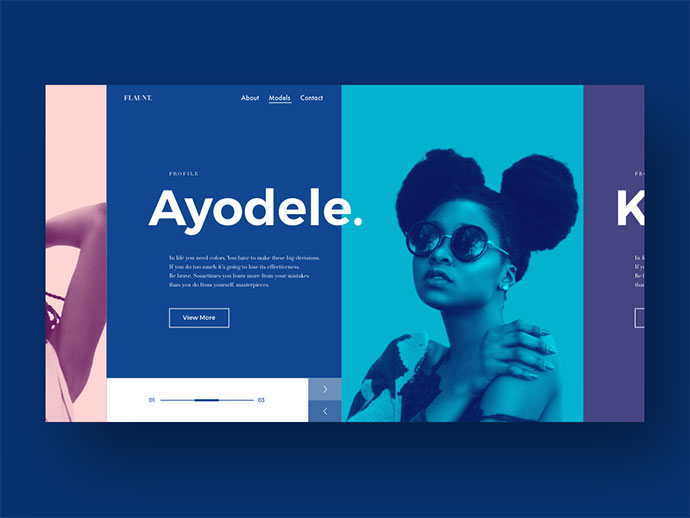 FLAUNT.
About Models Contact
PROFILE
Ayodele.
In life you need colors. You have to make these big decisions.
If you do too much it's going to lose its effectiveness.
Be brave. Sometimes you learn more from your mistakes
than you do from yourself masterpieces.
View More
01 03
PRO
K
In li
If yo
Be b
than